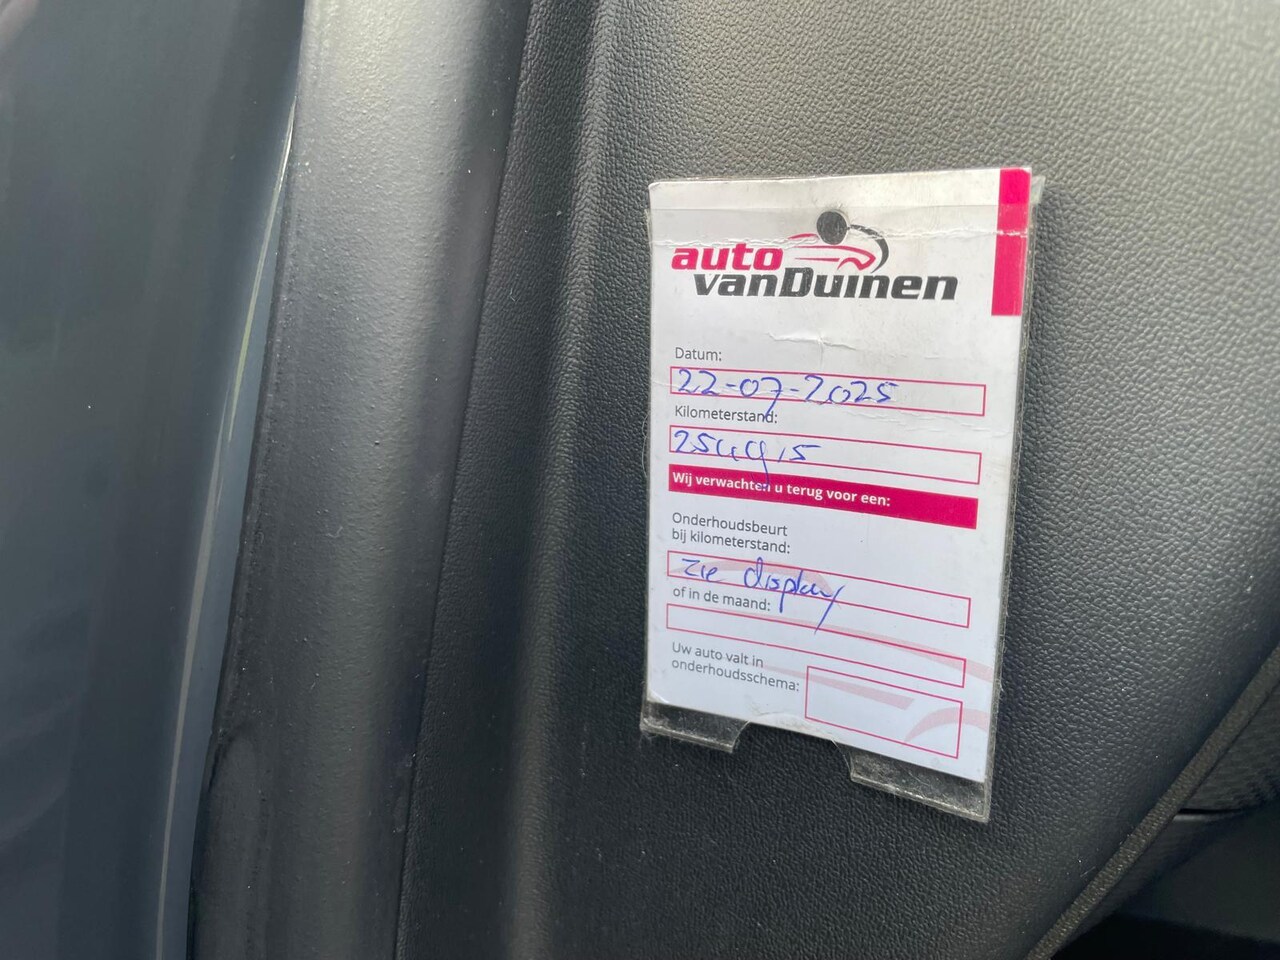 auto
vanDuinen
Datum:
22-07-2025
Kilometerstand:
254915
Wij verwachten u terug voor een:
Onderhoudsbeurt
bij kilometerstand:
zie display
of in de maand:
Uw auto valt in
onderhoudsschema: